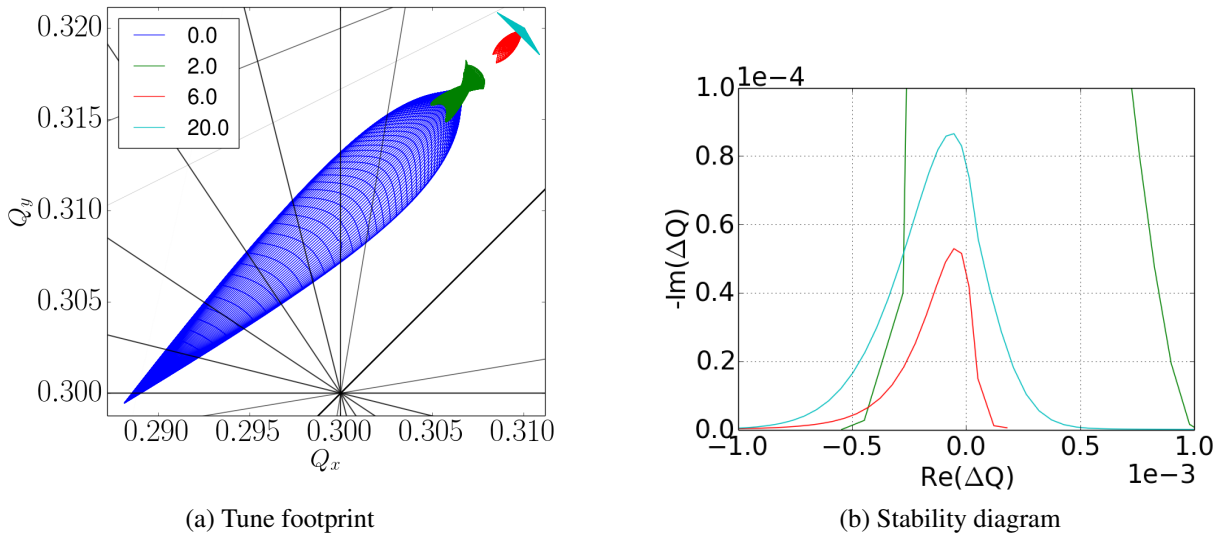 0.320
0.315
0.310
0.305
0.300
Q_y
0.0
2.0
6.0
20.0
0.290 0.295 0.300 0.305 0.310
Q_x
(a) Tune footprint
1e-4
1.0
0.8
0.6
0.4
0.2
0.0
-Im(ΔQ)
−1.0 −0.5 0.0 0.5 1.0
Re(ΔQ) 1e−3
(b) Stability diagram